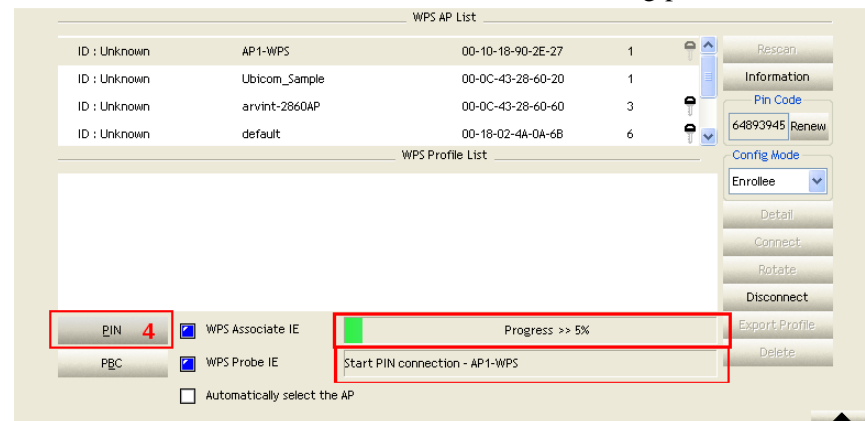 WPS AP List
ID : Unknown AP1-WPS 00-10-18-90-2E-27 1
Rescan
ID : Unknown Ubicom_Sample 00-0C-43-28-60-20 1
Information
ID : Unknown arvint-2860AP 00-0C-43-28-60-60 3
Pin Code
64893945 Renew
ID : Unknown default 00-18-02-4A-0A-6B 6
WPS Profile List
Config Mode
Enrollee
Detail
Connect
Rotate
Disconnect
PIN 4 WPS Associate IE Progress >> 5%
Export Profile
PBC WPS Probe IE Start PIN connection - AP1-WPS
Delete
Automatically select the AP